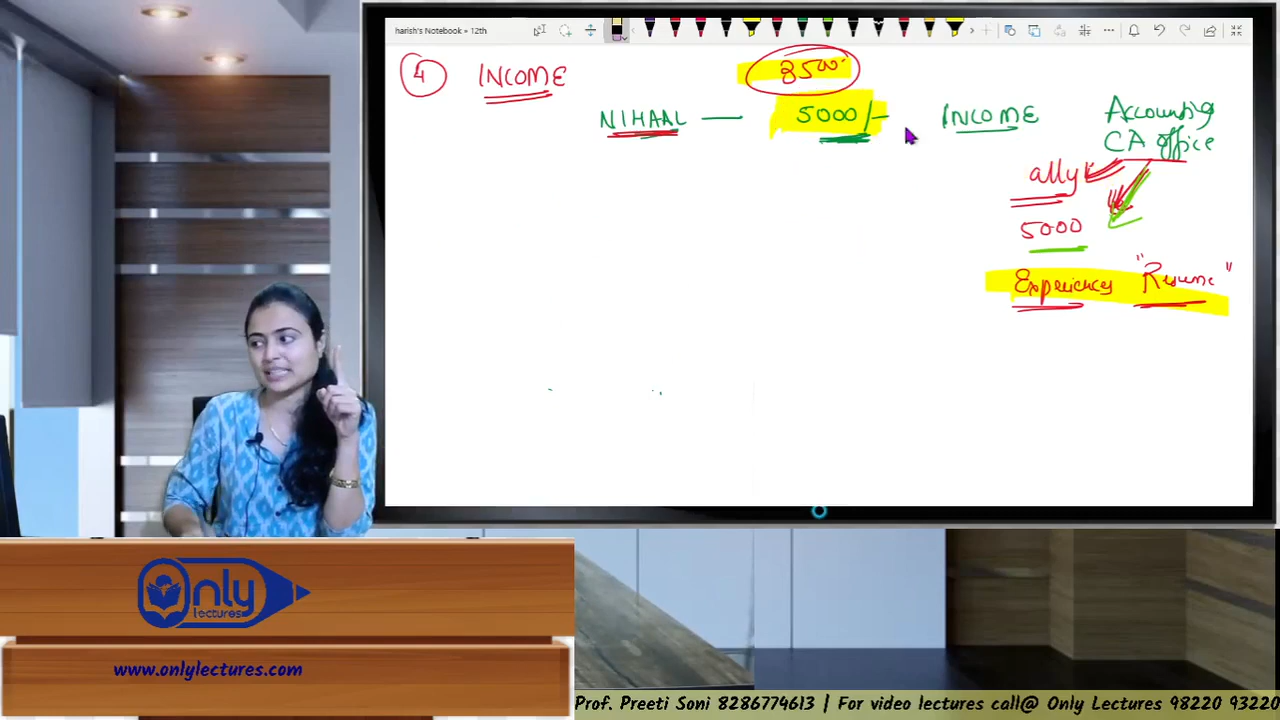 harish's Notebook » 12th
4 INCOME
8500
NIHAAL — 5000/- INCOME
Accounting
CA office
ally
5000
Experiences "Resume"
Only
lectures
www.onlylectures.com
Prof. Preeti Soni 8286774613 | For video lectures call@ Only Lectures 98220 93220